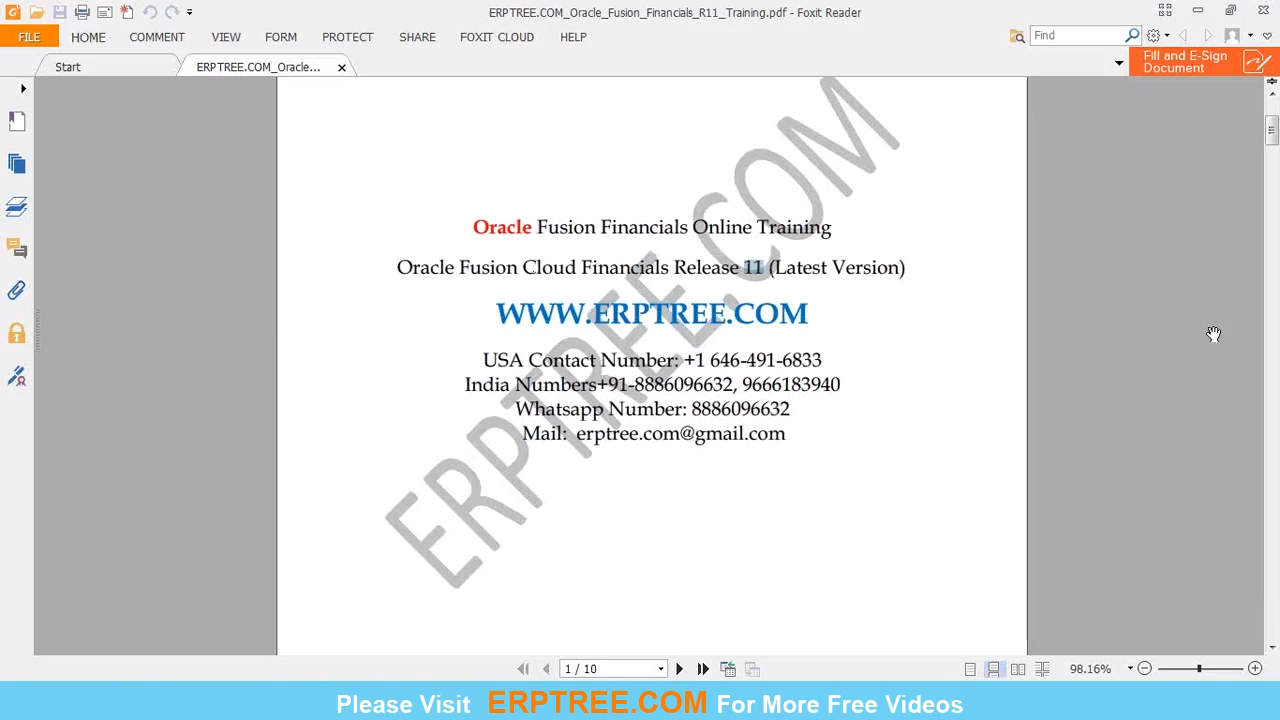 ERPTREE.COM_Oracle_Fusion_Financials_R11_Training.pdf - Foxit Reader
FILE HOME COMMENT VIEW FORM PROTECT SHARE FOXIT CLOUD HELP
Find
Start
ERPTREE.COM_Oracle...
Fill and E-Sign
Document
ERPTREE.COM
Oracle Fusion Financials Online Training
Oracle Fusion Cloud Financials Release 11 (Latest Version)
WWW.ERPTREE.COM
USA Contact Number: +1 646-491-6833
India Numbers+91-8886096632, 9666183940
Whatsapp Number: 8886096632
Mail: erptree.com@gmail.com
1 / 10
98.16%
Please Visit ERPTREE.COM For More Free Videos